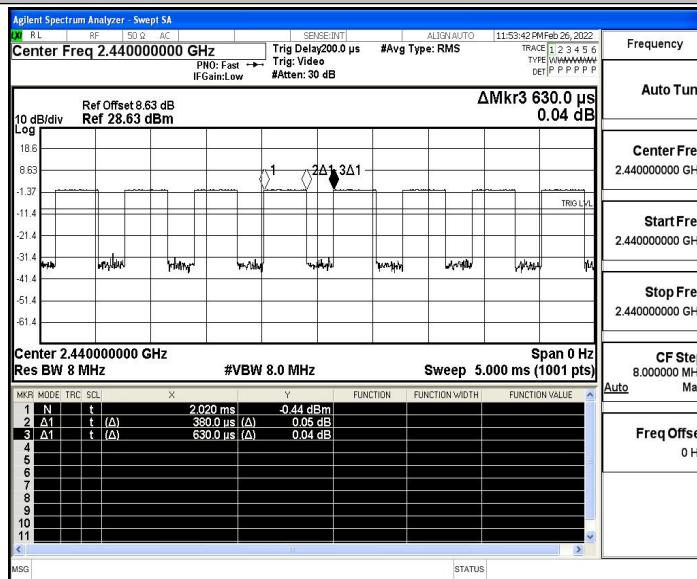 Agilent Spectrum Analyzer - Swept SA
LXI RL RF 50 Ω AC SENSE:INT ALIGN AUTO 11:53:42 PM Feb 26, 2022
Center Freq 2.440000000 GHz
PNO: Fast
IFGain:Low
Trig Delay200.0 µs
Trig: Video
#Atten: 30 dB
#Avg Type: RMS
TRACE 1 2 3 4 5 6
TYPE
DET P P P P P P
10 dB/div
Log
Ref Offset 8.63 dB
Ref 28.63 dBm
ΔMkr3 630.0 µs
0.04 dB
18.6
8.63
-1.37
-11.4
-21.4
-31.4
-41.4
-51.4
-61.4
1
2Δ1
3Δ1
TRIG LVL
Center 2.440000000 GHz
Span 0 Hz
Res BW 8 MHz
#VBW 8.0 MHz
Sweep 5.000 ms (1001 pts)
MKR MODE TRC SCL X Y FUNCTION FUNCTION WIDTH FUNCTION VALUE
1 N t 2.020 ms -0.44 dBm
2 Δ1 t (Δ) 380.0 µs (Δ) 0.05 dB
3 Δ1 t (Δ) 630.0 µs (Δ) 0.04 dB
4
5
6
7
8
9
10
11
MSG
STATUS
Frequency
Auto Tun
Center Fre
2.440000000 GH
Start Fre
2.440000000 GH
Stop Fre
2.440000000 GH
CF Ste
8.000000 MH
Auto Ma
Freq Offse
0 H